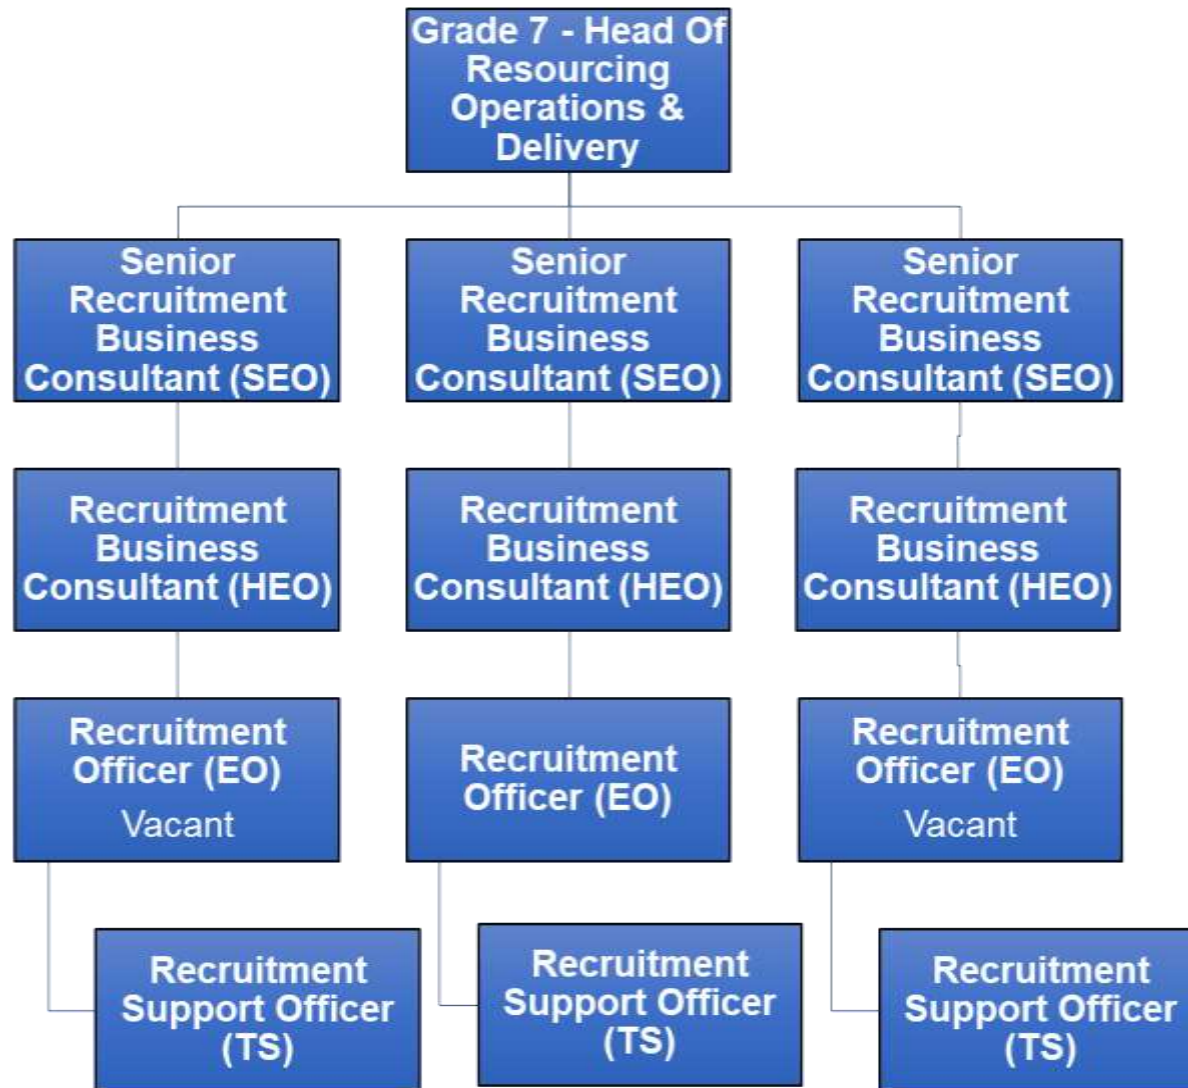 Grade 7 - Head Of
Resourcing
Operations &
Delivery
Senior
Recruitment
Business
Consultant (SEO)
Senior
Recruitment
Business
Consultant (SEO)
Senior
Recruitment
Business
Consultant (SEO)
Recruitment
Business
Consultant (HEO)
Recruitment
Business
Consultant (HEO)
Recruitment
Business
Consultant (HEO)
Recruitment
Officer (EO)
Vacant
Recruitment
Officer (EO)
Recruitment
Officer (EO)
Vacant
Recruitment
Support Officer
(TS)
Recruitment
Support Officer
(TS)
Recruitment
Support Officer
(TS)